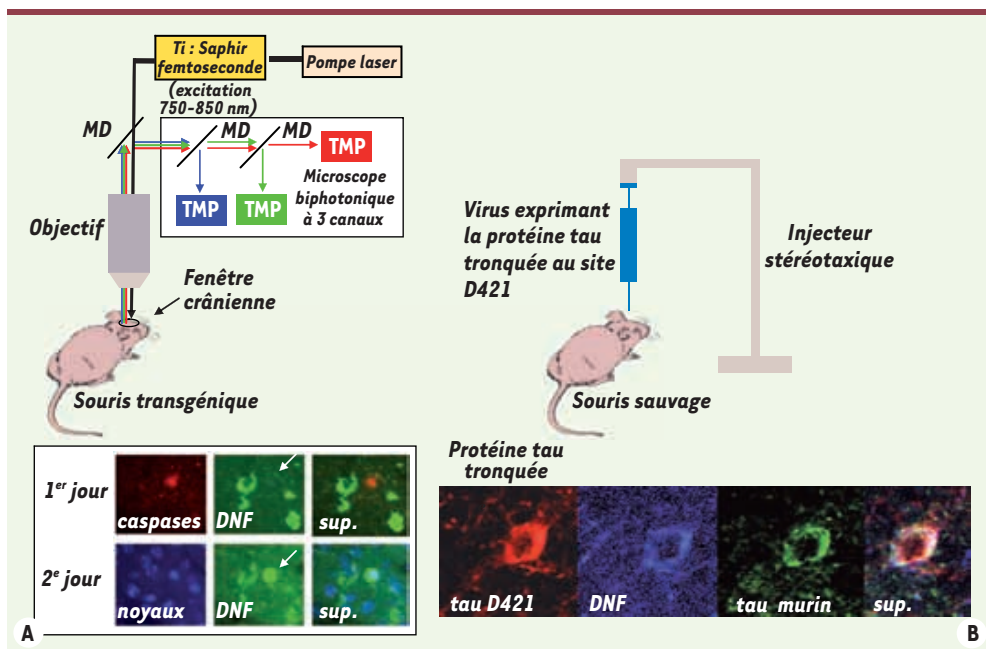 Ti : Saphir
femtoseconde
Pompe laser
(excitation
750-850 nm)
MD
MD
MD
TMP
TMP
TMP
Microscope
biphotonique
à 3 canaux
Objectif
Fenêtre
crânienne
Souris transgénique
1er jour
caspases
DNF
sup.
2e jour
noyaux
DNF
sup.
A
Virus exprimant
la protéine tau
tronquée au site
D421
Injecteur
stéréotaxique
Souris sauvage
Protéine tau
tronquée
tau D421
DNF
tau murin
sup.
B